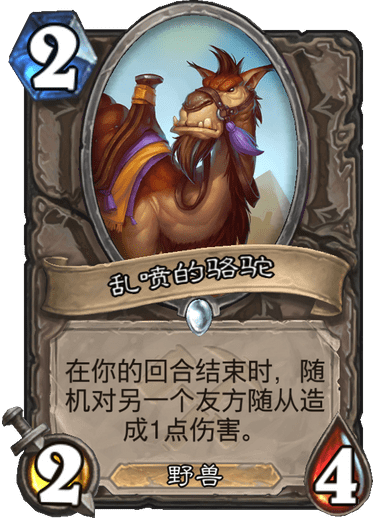 2
乱喷的骆驼
在你的回合结束时，随
机对另一个友方随从造
成1点伤害。
2
野兽
4